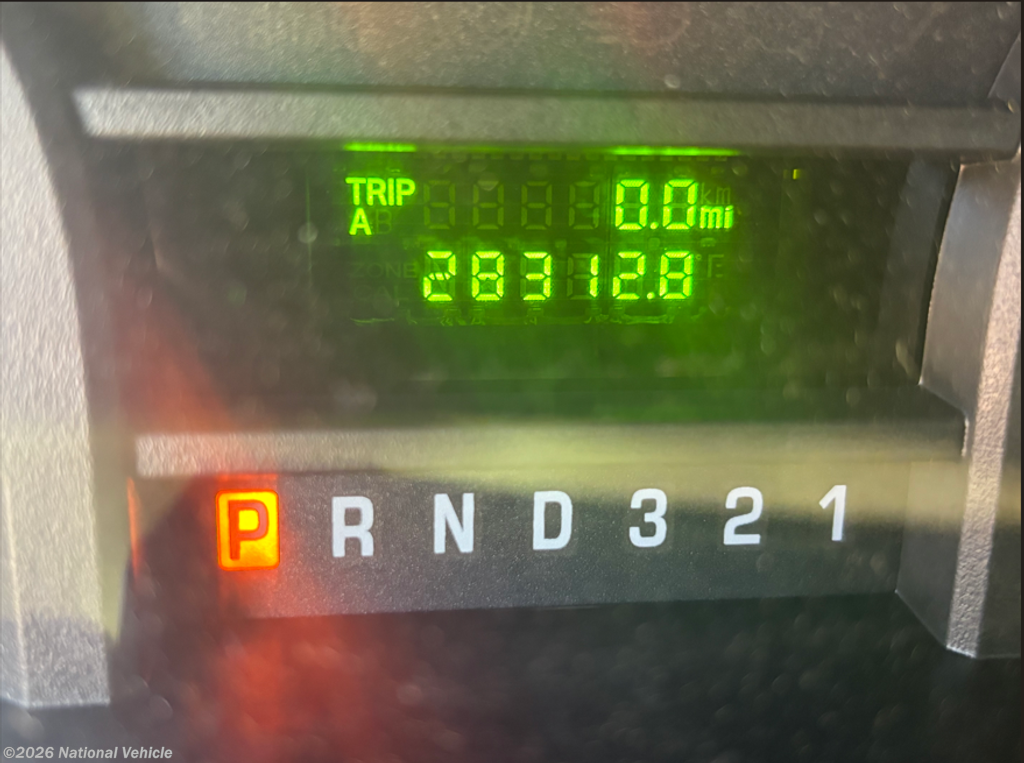 TRIP 0.0 mi
A
28312.8
P R N D 3 2 1
©2026 National Vehicle